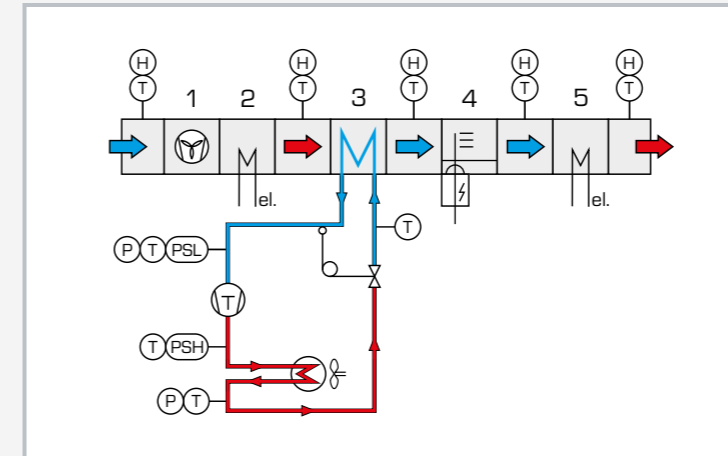 H H H H H
T T T T T
1 2 3 4 5
el. el.
T
P T PSL
T
T PSH
P T